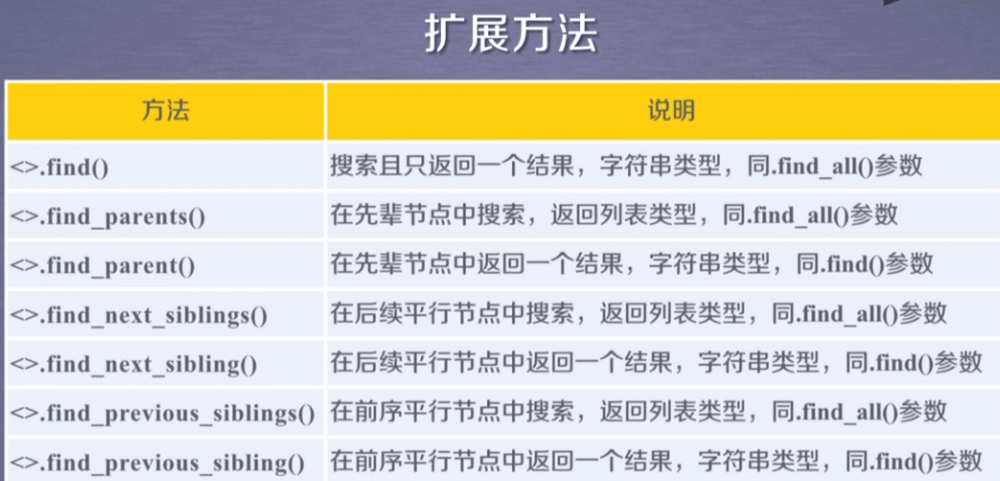 扩展方法
方法 说明
<>.find() 搜索且只返回一个结果，字符串类型，同.find_all()参数
<>.find_parents() 在先辈节点中搜索，返回列表类型，同.find_all()参数
<>.find_parent() 在先辈节点中返回一个结果，字符串类型，同.find()参数
<>.find_next_siblings() 在后续平行节点中搜索，返回列表类型，同.find_all()参数
<>.find_next_sibling() 在后续平行节点中返回一个结果，字符串类型，同.find()参数
<>.find_previous_siblings() 在前序平行节点中搜索，返回列表类型，同.find_all()参数
<>.find_previous_sibling() 在前序平行节点中返回一个结果，字符串类型，同.find()参数